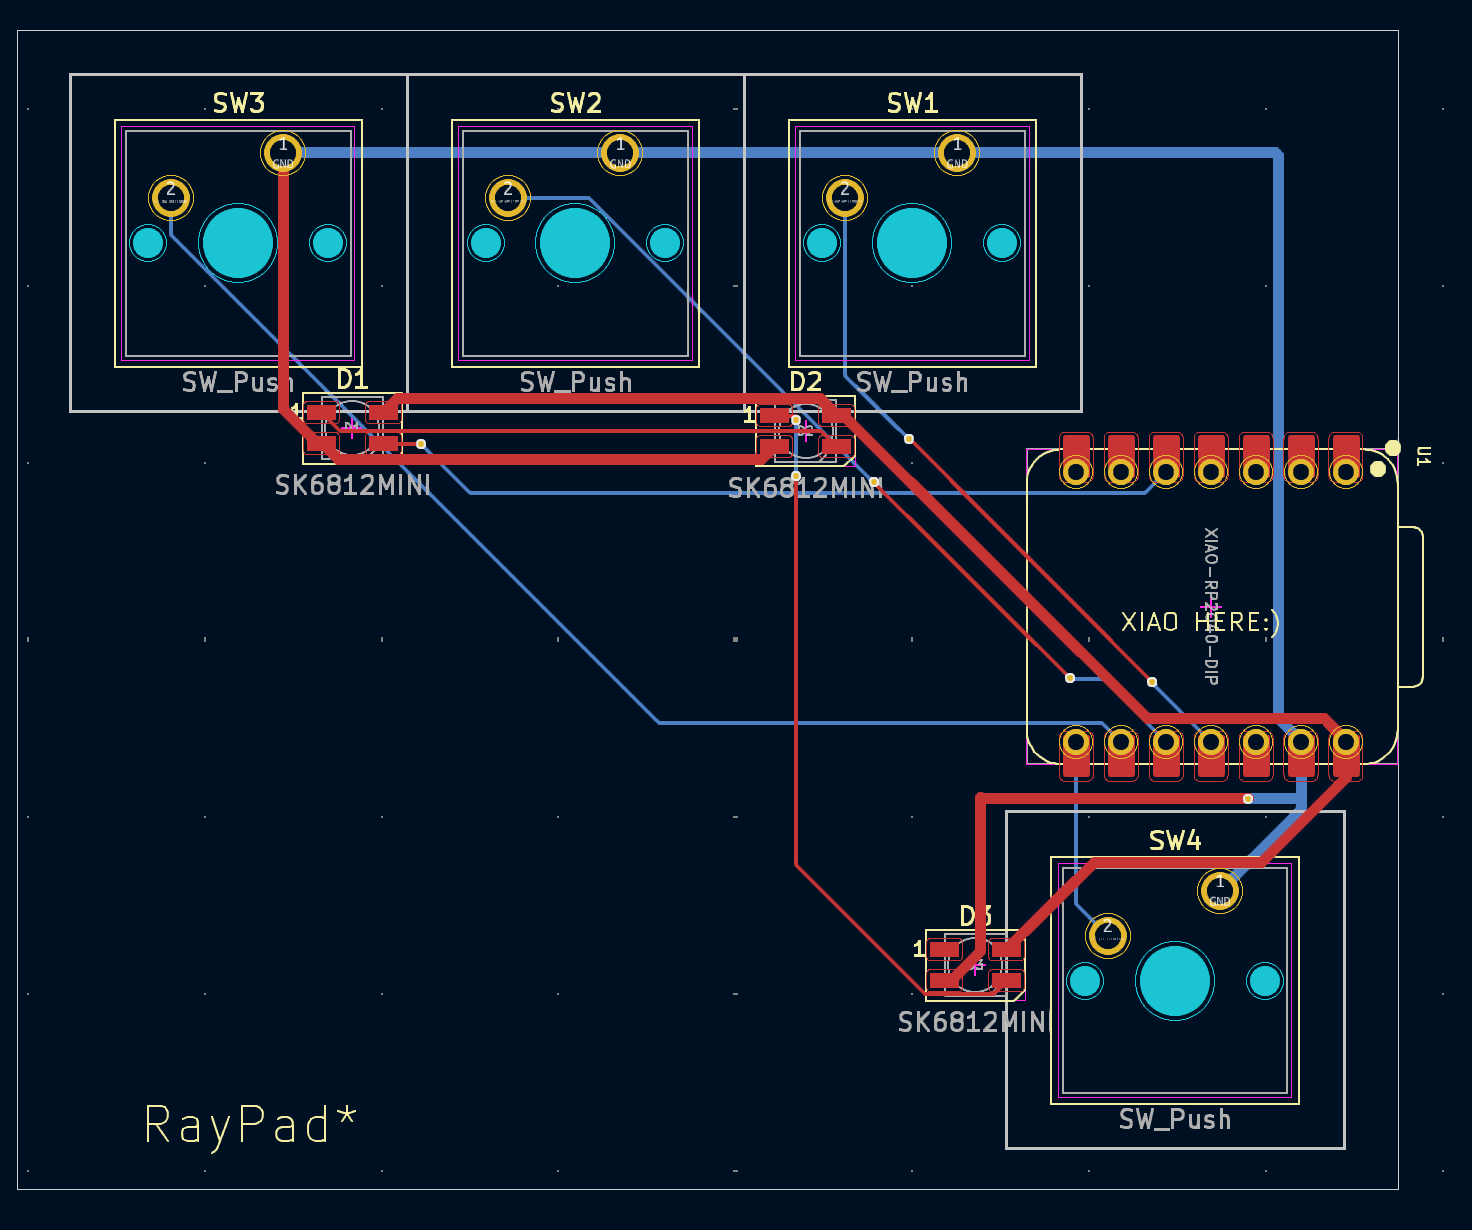 SW3 SW2 SW1
1 1 1
GND GND GND
2 2 2
SW_Push SW_Push SW_Push
D1 D2
1 1
SK6812MINI SK6812MINI
U1
XIAO-RP2040-DIP
XIAO HERE:)
SW4
1
GND
D3 2
1
SK6812MINI
RayPad*
SW_Push